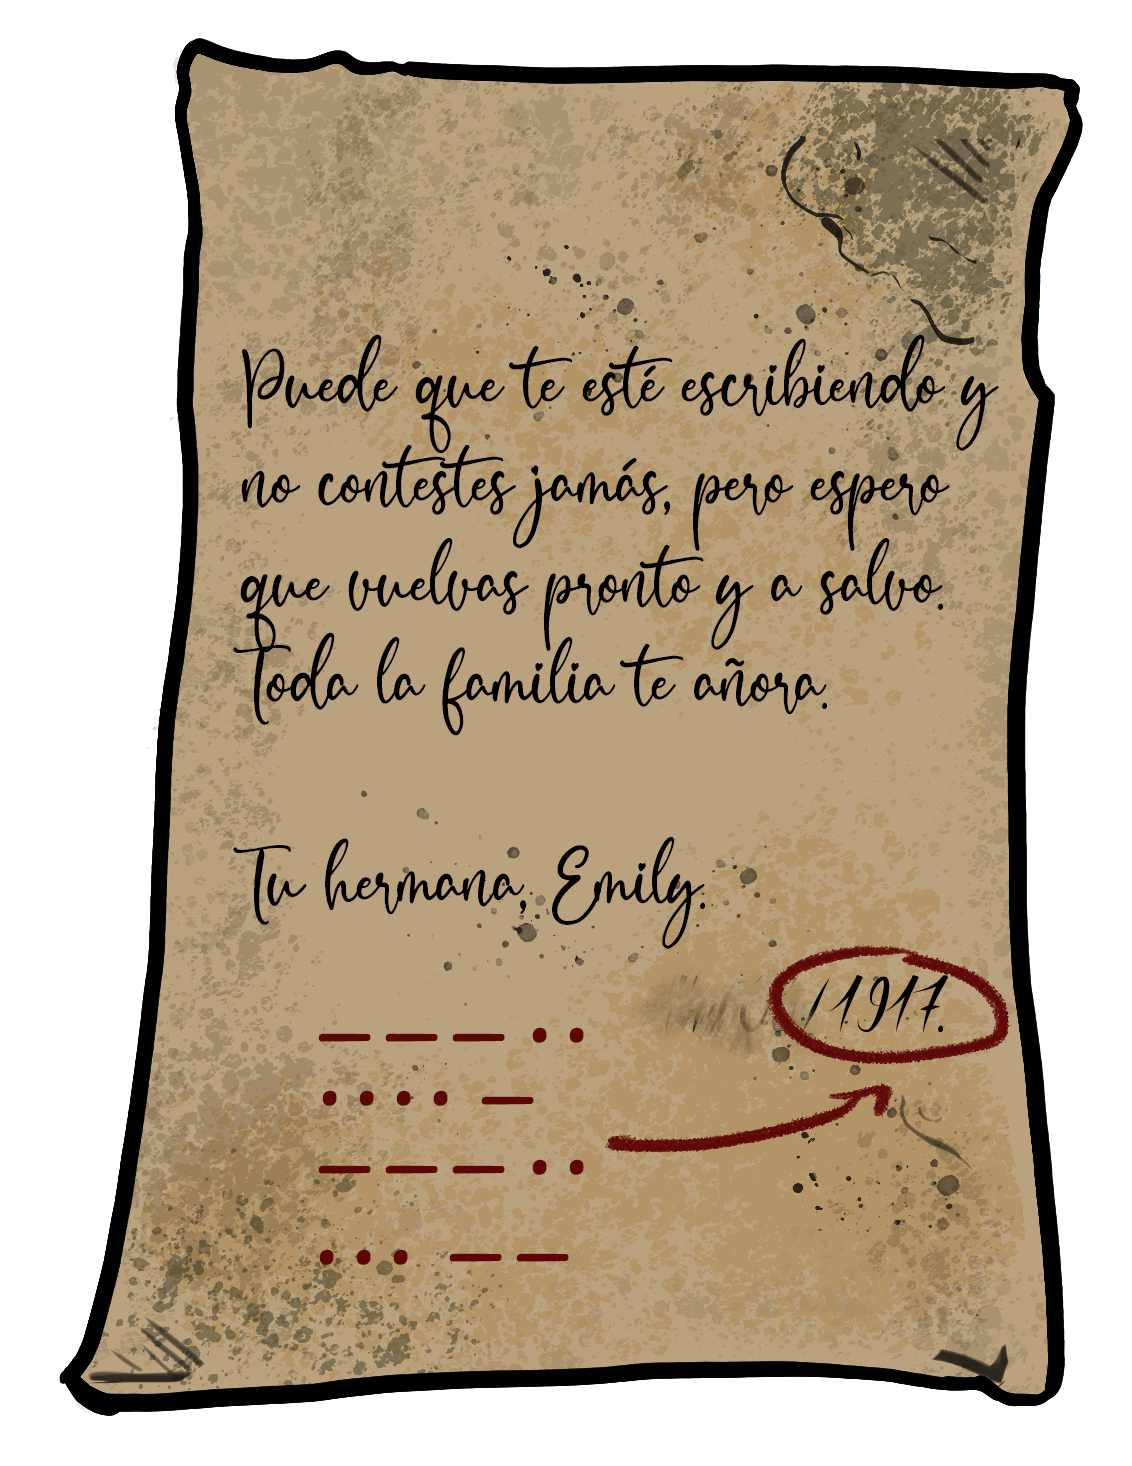 Puede que te esté escribiendo y
no contestes jamás, pero espero
que vuelvas pronto y a salvo.
Toda la familia te añora.
Tu hermana, Emily.
/1917.
— — — • •
• • • • —
— — — • •
• • • — —